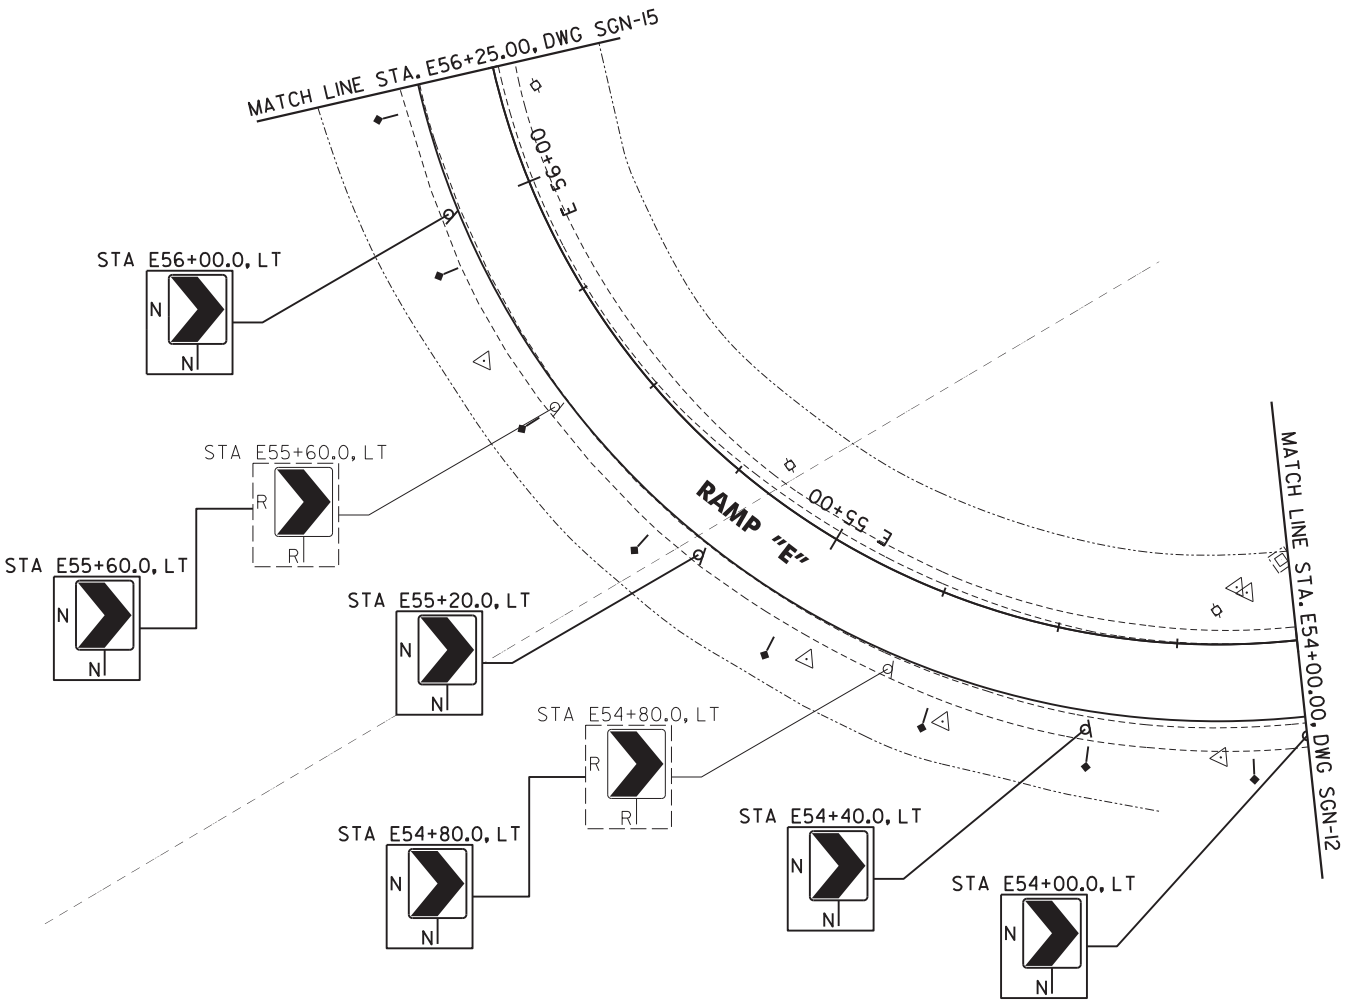 MATCH LINE STA. E56+25.00, DWG SGN-15
E 56+00
STA E56+00.0, LT
N
N
STA E55+60.0, LT
R
R
STA E55+60.0, LT
N
N
RAMP "E"
E 55+00
STA E55+20.0, LT
N
N
STA E54+80.0, LT
R
R
STA E54+80.0, LT
N
N
STA E54+40.0, LT
N
N
STA E54+00.0, LT
N
N
MATCH LINE STA. E54+00.00, DWG SGN-12